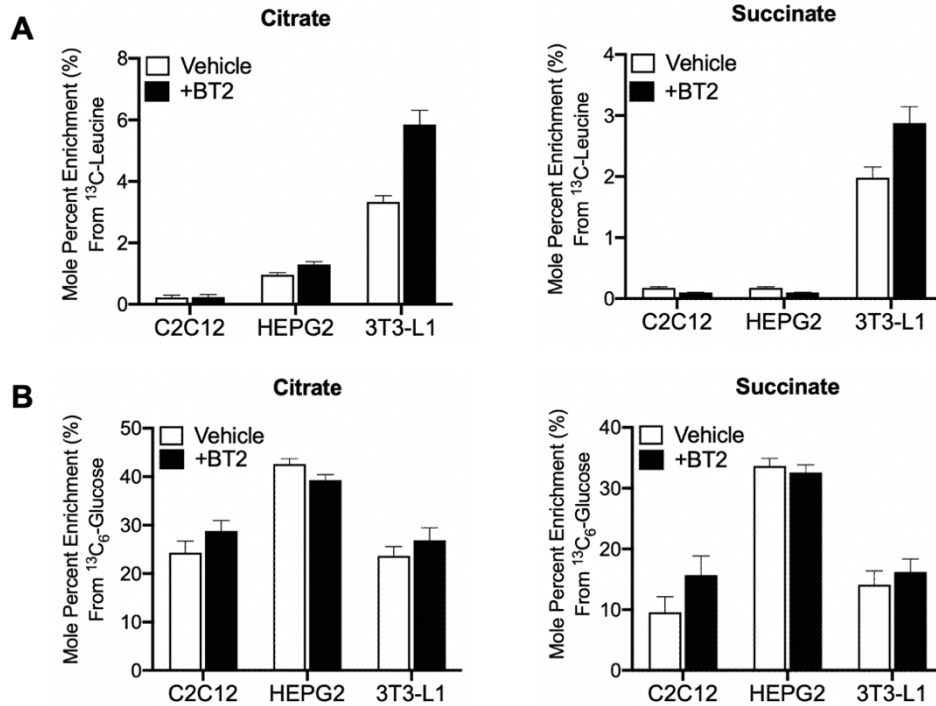 A
Citrate
Mole Percent Enrichment (%)
From ¹³C-Leucine
8
6
4
2
0
Vehicle
+BT2
C2C12 HEPG2 3T3-L1
Succinate
Mole Percent Enrichment (%)
From ¹³C-Leucine
4
3
2
1
0
Vehicle
+BT2
C2C12 HEPG2 3T3-L1
B
Citrate
Mole Percent Enrichment (%)
From ¹³C₆-Glucose
50
40
30
20
10
0
Vehicle
+BT2
C2C12 HEPG2 3T3-L1
Succinate
Mole Percent Enrichment (%)
From ¹³C₆-Glucose
40
30
20
10
0
Vehicle
+BT2
C2C12 HEPG2 3T3-L1